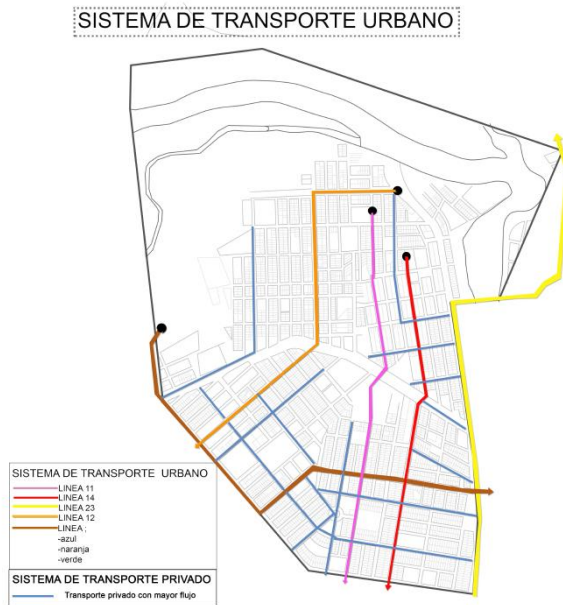 SISTEMA DE TRANSPORTE URBANO
SISTEMA DE TRANSPORTE URBANO
LINEA 11
LINEA 14
LINEA 23
LINEA 12
LINEA ;
-azul
-naranja
-verde
SISTEMA DE TRANSPORTE PRIVADO
Transporte privado con mayor flujo